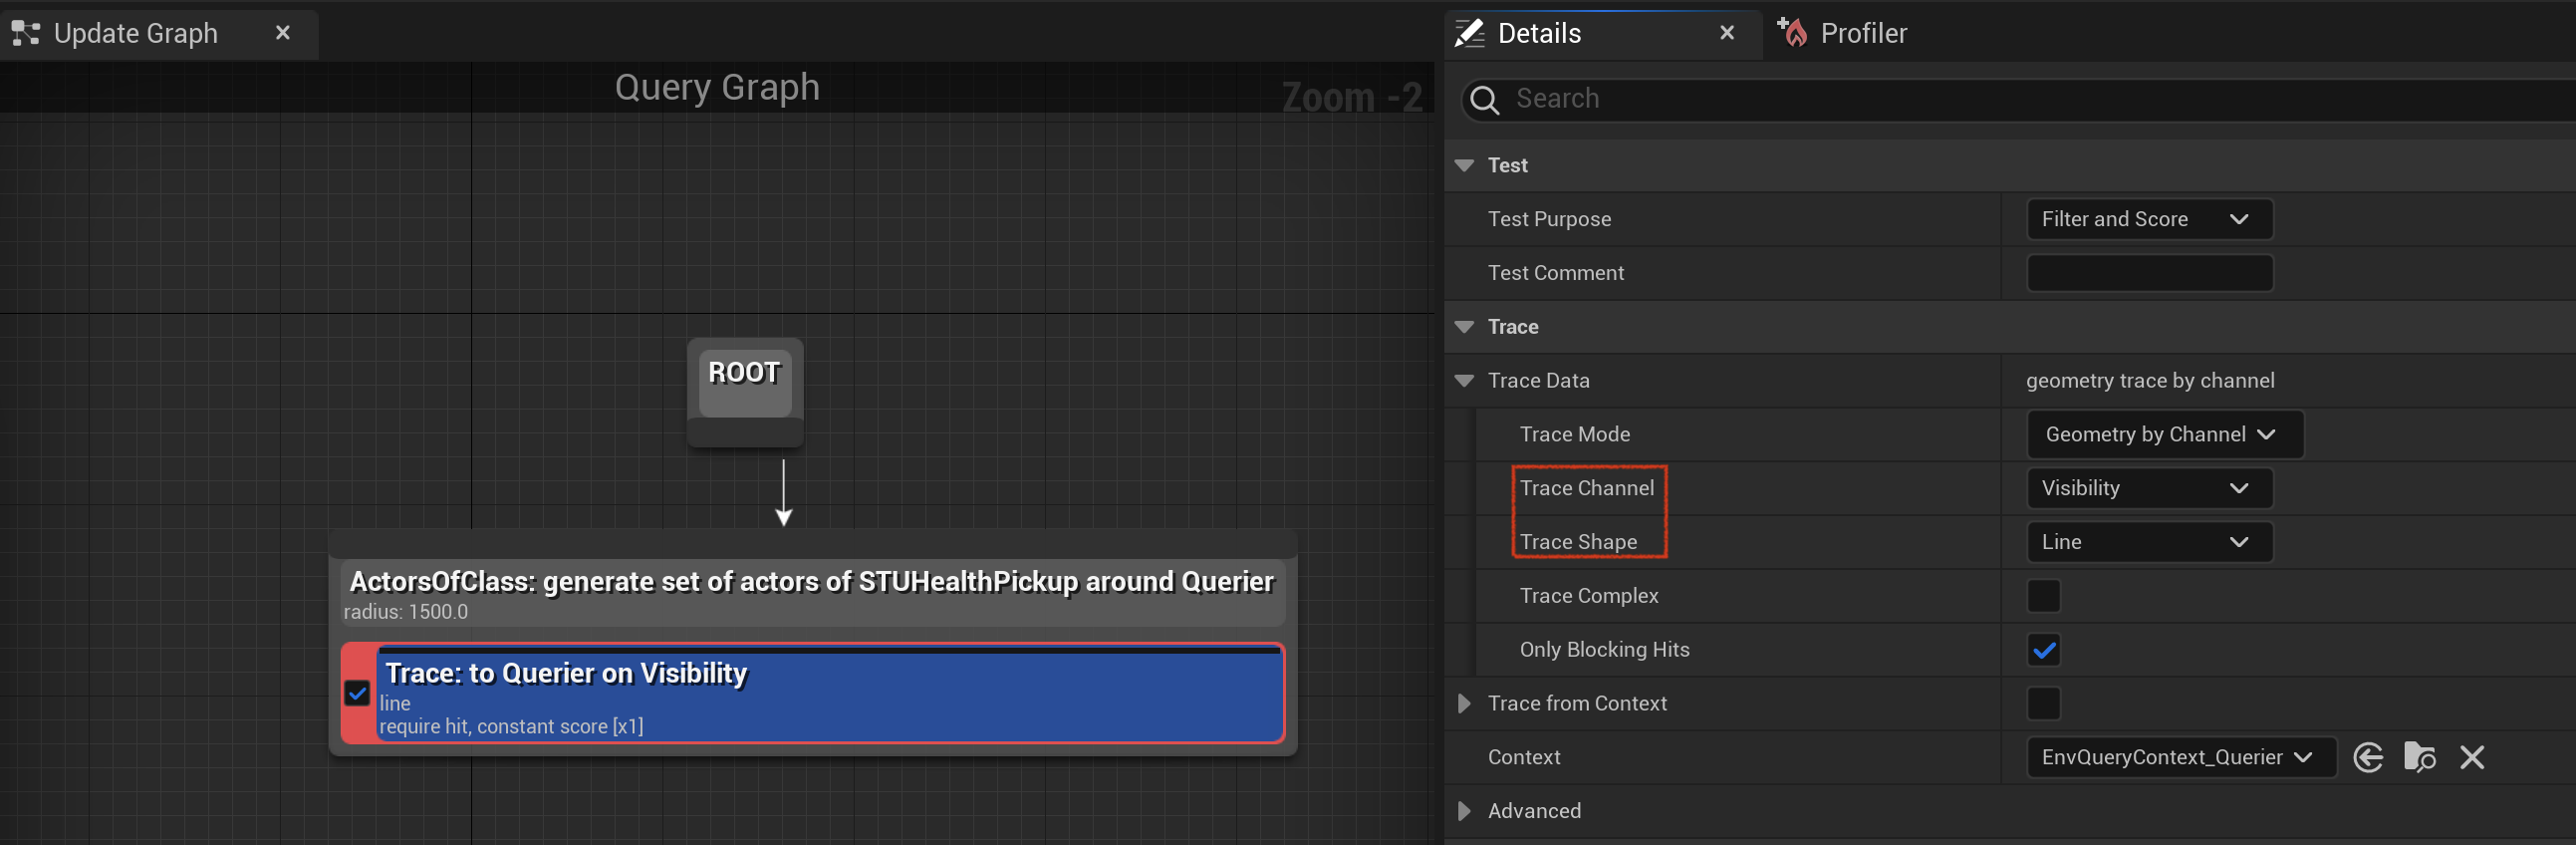 Update Graph
Query Graph
Zoom -2
ROOT
ActorsOfClass: generate set of actors of STUHealthPickup around Querier
radius: 1500.0
Trace: to Querier on Visibility
line
require hit, constant score [x1]
Details
Profiler
Search
Test
Test Purpose
Filter and Score
Test Comment
Trace
Trace Data
geometry trace by channel
Trace Mode
Geometry by Channel
Trace Channel
Visibility
Trace Shape
Line
Trace Complex
Only Blocking Hits
Trace from Context
Context
EnvQueryContext_Querier
Advanced